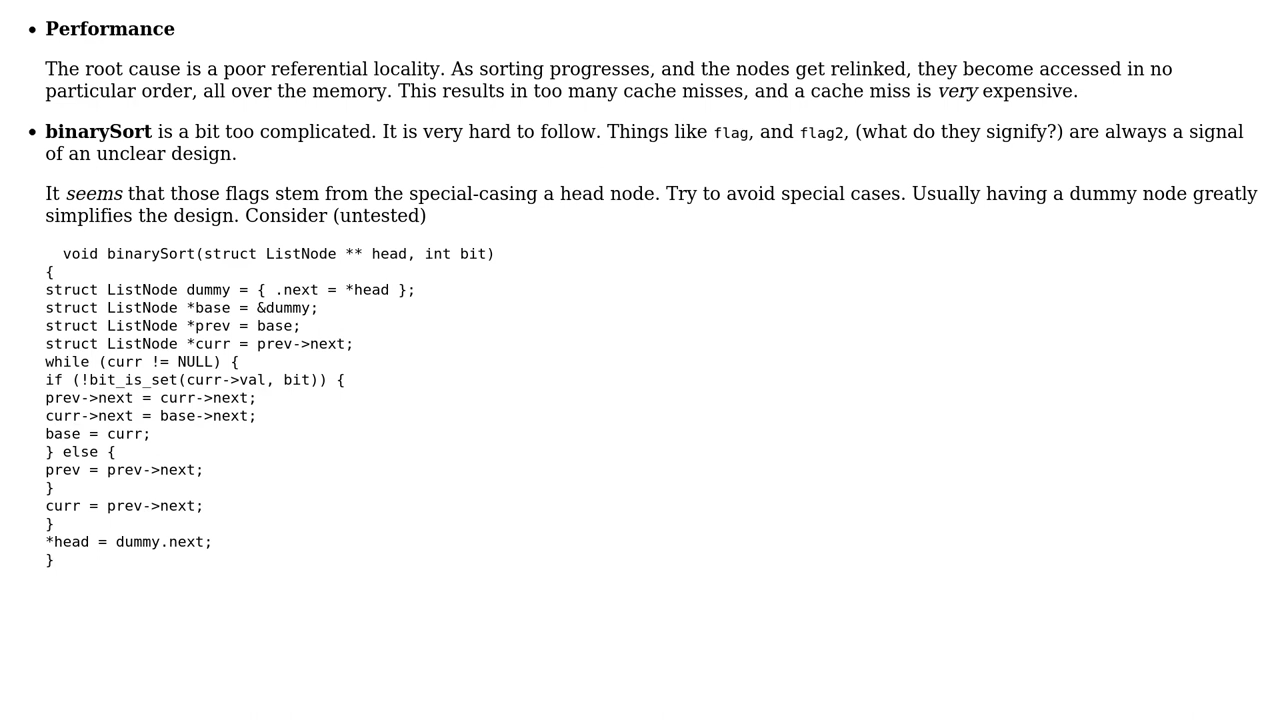 • Performance
The root cause is a poor referential locality. As sorting progresses, and the nodes get relinked, they become accessed in no
particular order, all over the memory. This results in too many cache misses, and a cache miss is very expensive.
• binarySort is a bit too complicated. It is very hard to follow. Things like flag, and flag2, (what do they signify?) are always a signal
of an unclear design.
It seems that those flags stem from the special-casing a head node. Try to avoid special cases. Usually having a dummy node greatly
simplifies the design. Consider (untested)
  void binarySort(struct ListNode ** head, int bit)
{
struct ListNode dummy = { .next = *head };
struct ListNode *base = &dummy;
struct ListNode *prev = base;
struct ListNode *curr = prev->next;
while (curr != NULL) {
if (!bit_is_set(curr->val, bit)) {
prev->next = curr->next;
curr->next = base->next;
base = curr;
} else {
prev = prev->next;
}
curr = prev->next;
}
*head = dummy.next;
}